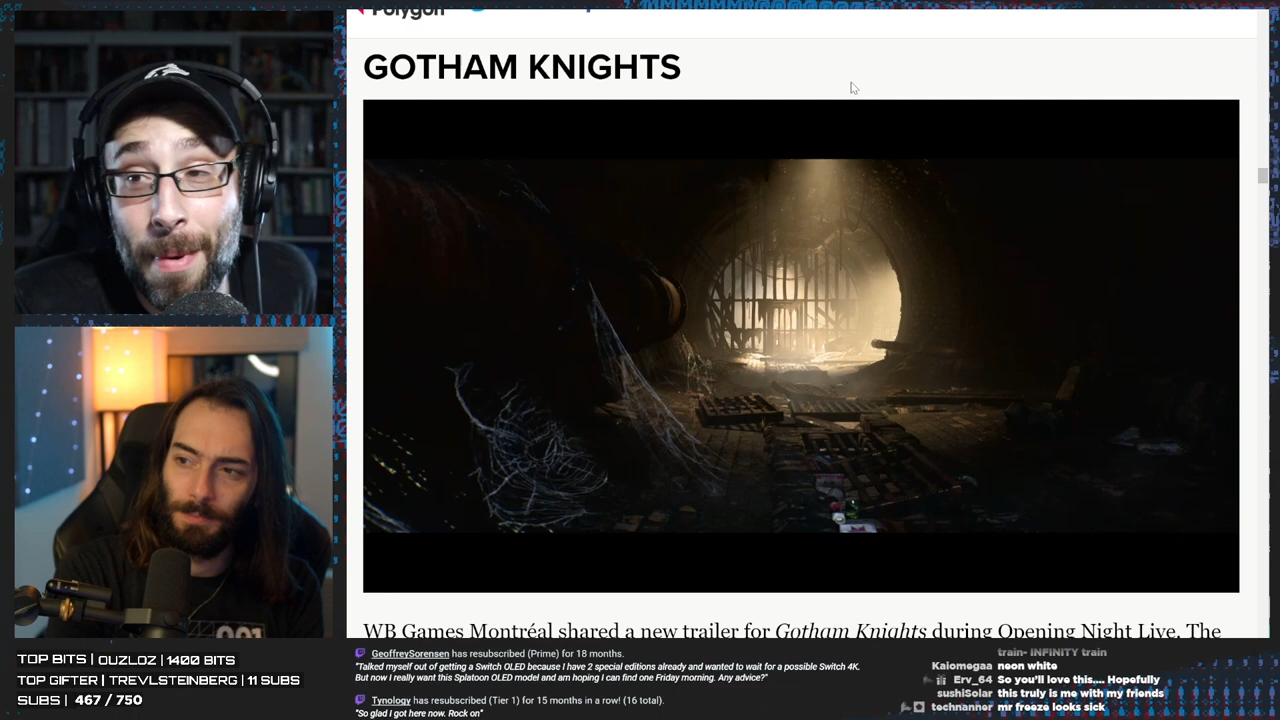 Polygon
GOTHAM KNIGHTS
WB Games Montréal shared a new trailer for Gotham Knights during Opening Night Live. The
001
TOP BITS | OUZLOZ | 1400 BITS
TOP GIFTER | TREVLSTEINBERG | 11 SUBS
SUBS | 467 / 750
GeoffreySorensen has resubscribed (Prime) for 18 months.
"Talked myself out of getting a Switch OLED because I have 2 special editions already and wanted to wait for a possible Switch 4K.
But now I really want this Splatoon OLED model and am hoping I can find one Friday morning. Any advice?"
Tynology has resubscribed (Tier 1) for 15 months in a row! (16 total).
"So glad I got here now. Rock on"
train- INFINITY train
Kaiomegaa neon white
Erv_64 So you'll love this.... Hopefully
sushiSolar this truly is me with my friends
technanner mr freeze looks sick